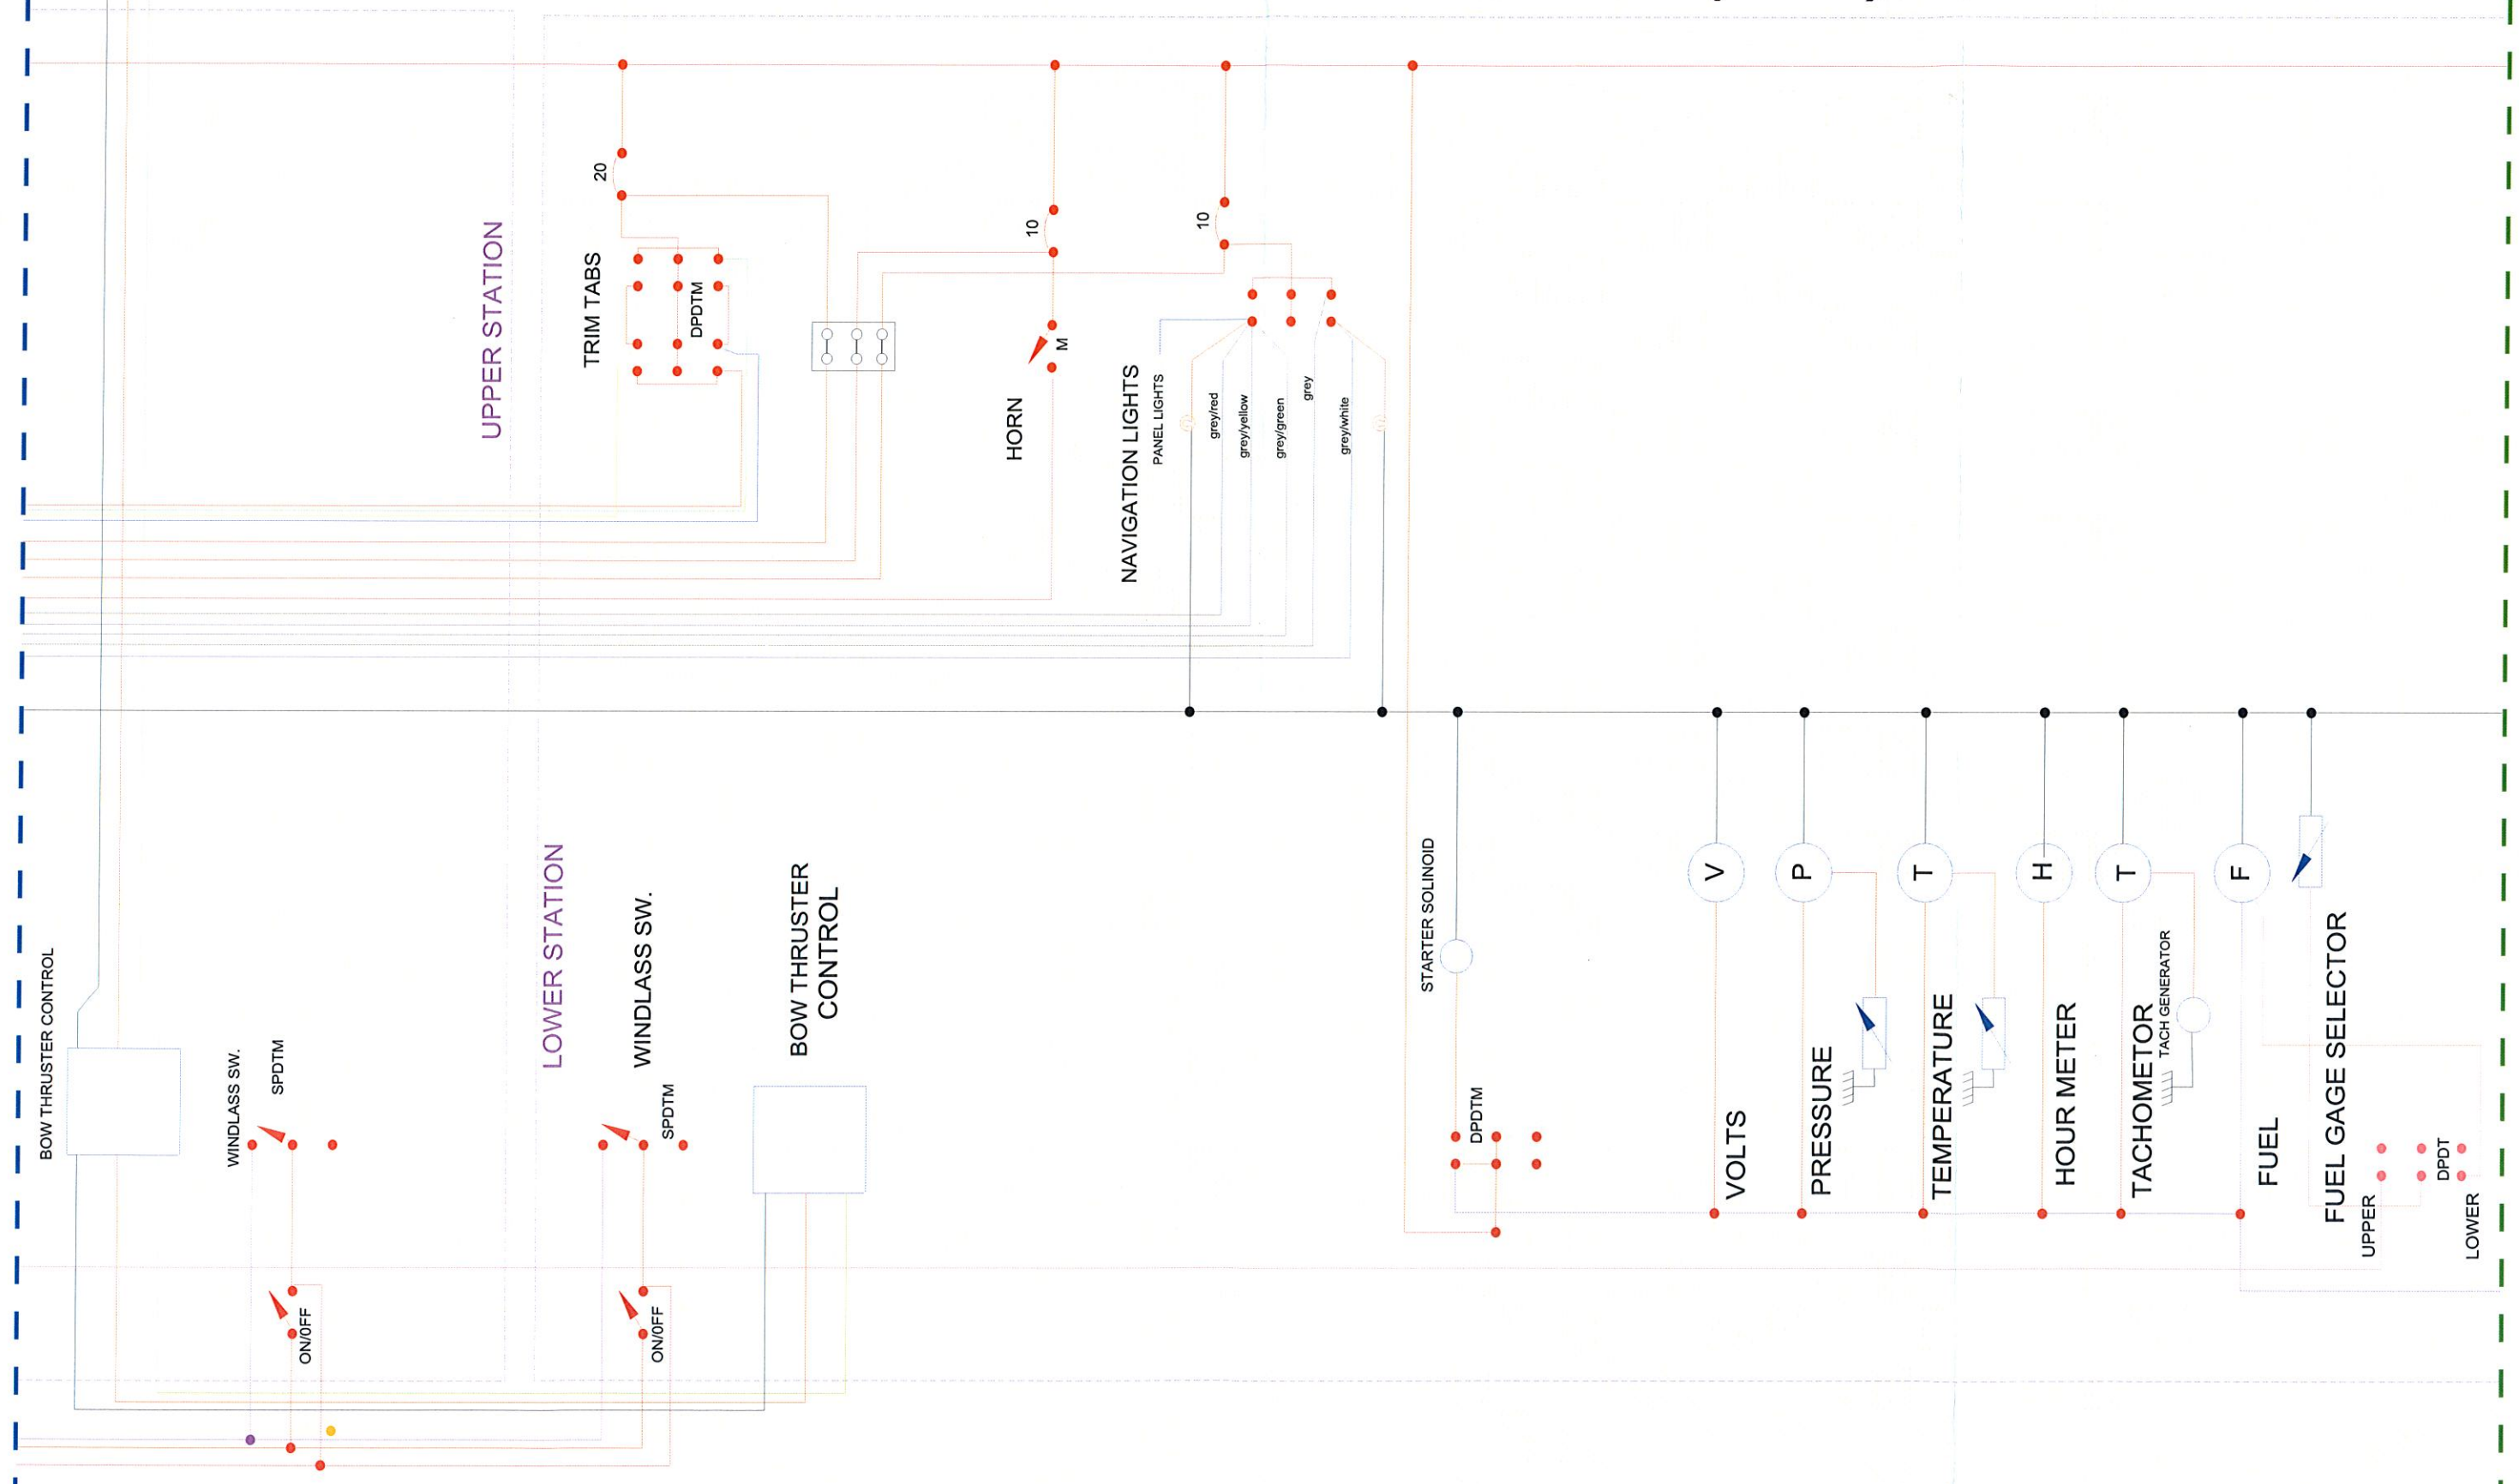 UPPER STATION
TRIM TABS
20
DPDTM
10
HORN
M
10
NAVIGATION LIGHTS
PANEL LIGHTS
grey/red
grey/yellow
grey/green
grey
grey/white
BOW THRUSTER CONTROL
WINDLASS SW.
SPDTM
ON/0FF
LOWER STATION
WINDLASS SW.
SPDTM
ON/0FF
BOW THRUSTER
CONTROL
STARTER SOLINOID
DPDTM
V
VOLTS
P
PRESSURE
T
TEMPERATURE
H
HOUR METER
T
TACHOMETOR
TACH GENERATOR
F
FUEL
FUEL GAGE SELECTOR
UPPER
DPDT
LOWER